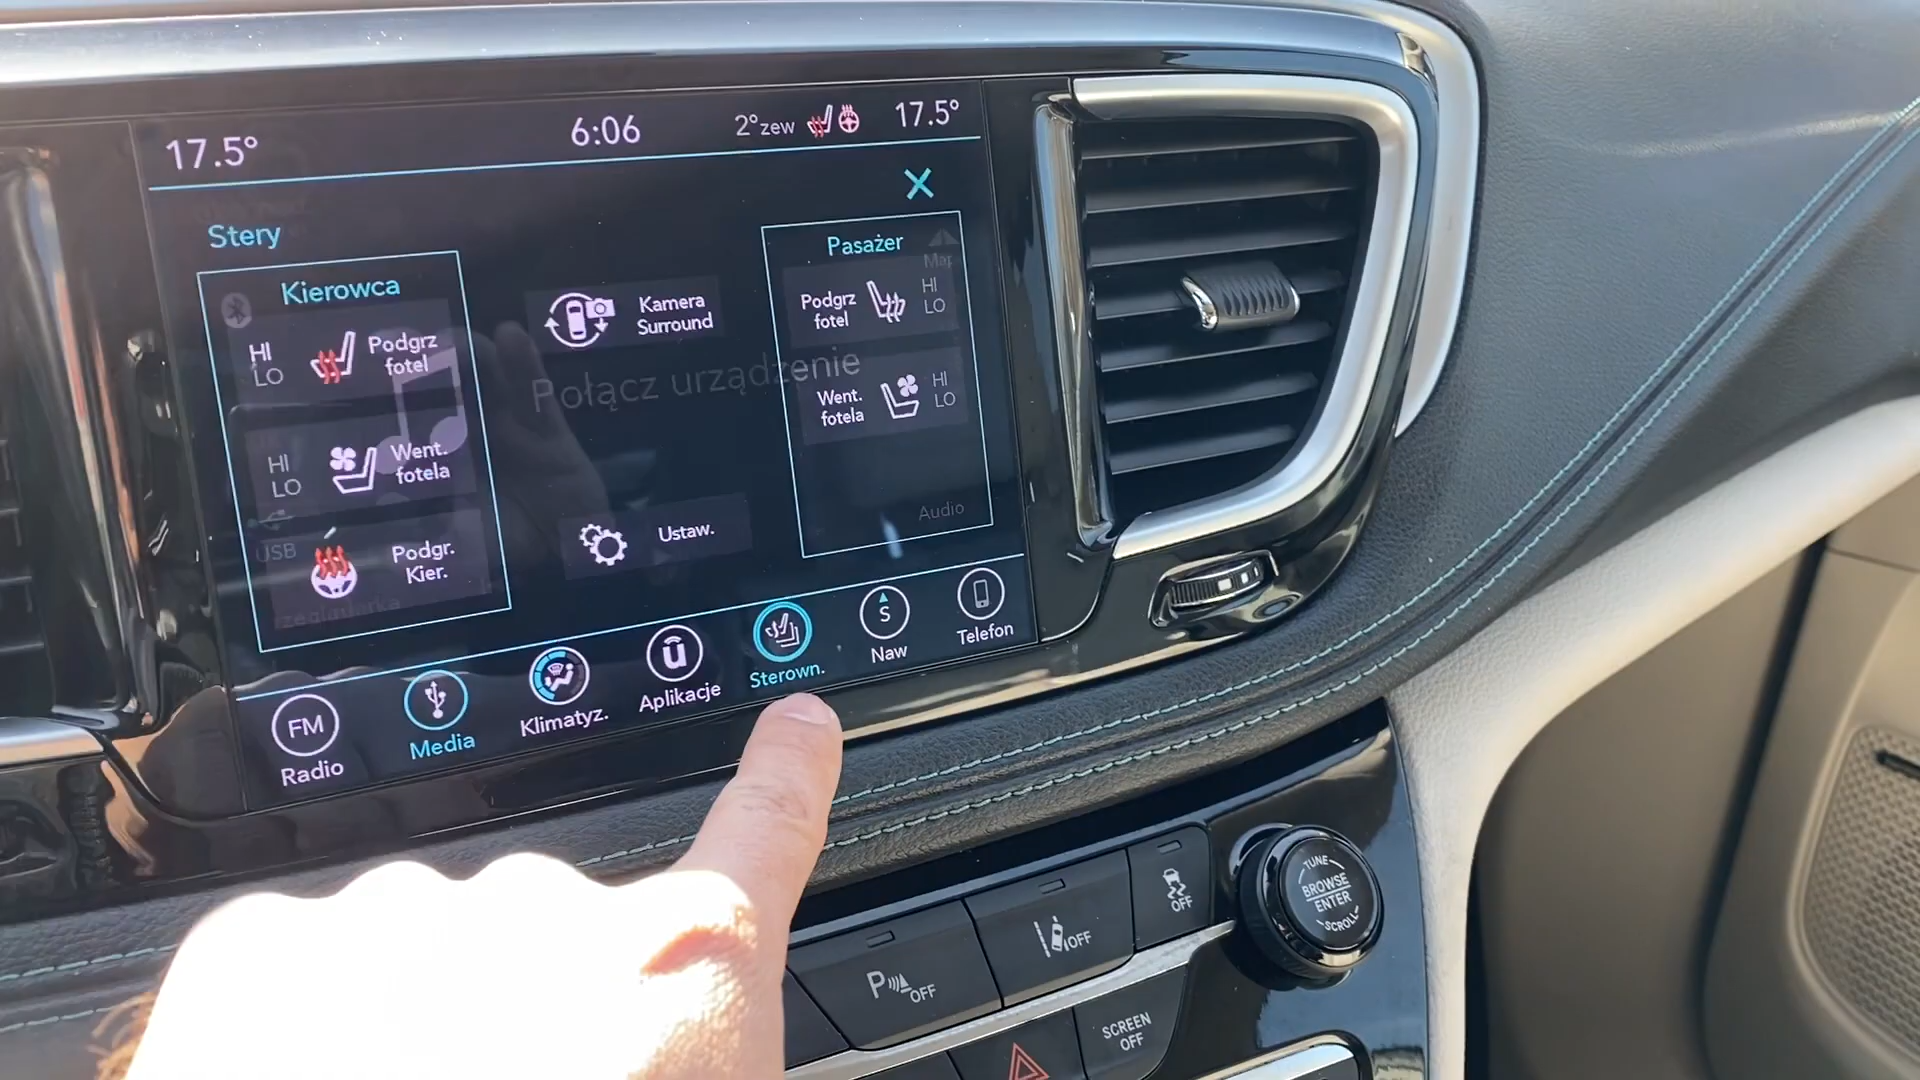 17.5°
6:06
2°zew
17.5°
Stery
Kierowca
HI
LO
Podgrz
fotel
HI
LO
Went.
fotela
USB
Podgr.
Kier.
Kamera
Surround
Połącz urządzenie
Ustaw.
Pasażer
Map
Podgrz
fotel
HI
LO
Went.
fotela
HI
LO
Audio
FM
Radio
Media
Klimatyz.
ū
Aplikacje
Sterown.
S
Naw
Telefon
P OFF
OFF
OFF
SCREEN
OFF
TUNE
BROWSE
ENTER
SCROLL